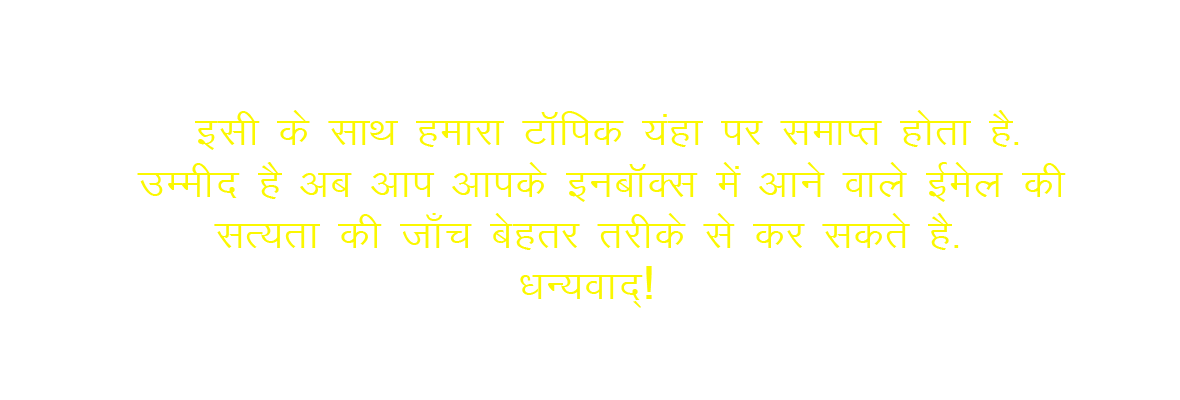 इसी के साथ हमारा टॉपिक यंहा पर समाप्त होता है.
उम्मीद है अब आप आपके इनबॉक्स में आने वाले ईमेल की
सत्यता की जाँच बेहतर तरीके से कर सकते है.
धन्यवाद्!